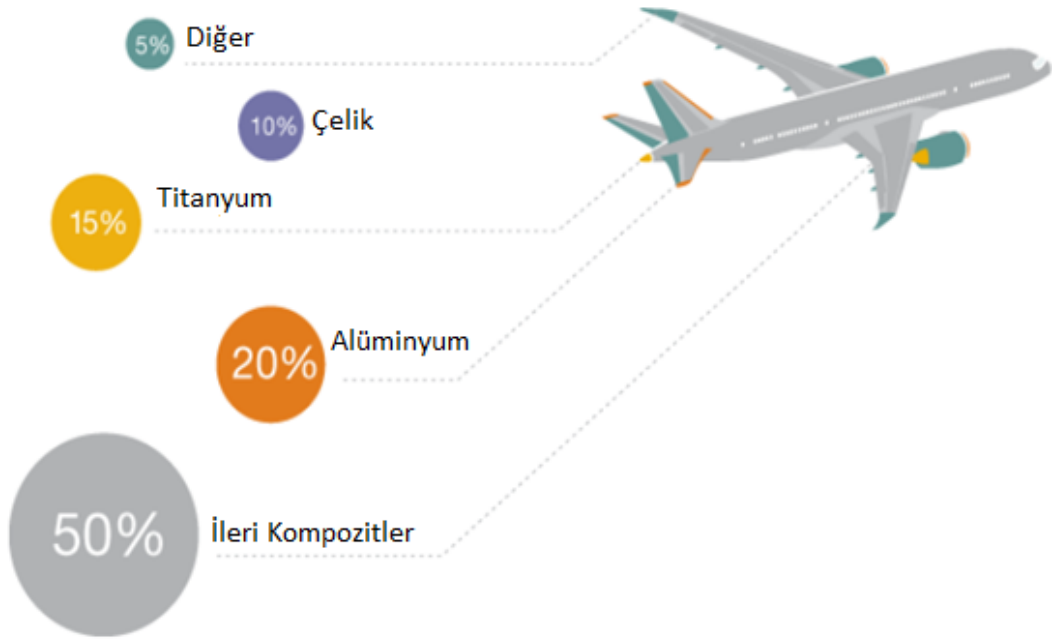 5% Diğer
10% Çelik
15% Titanyum
20% Alüminyum
50% İleri Kompozitler